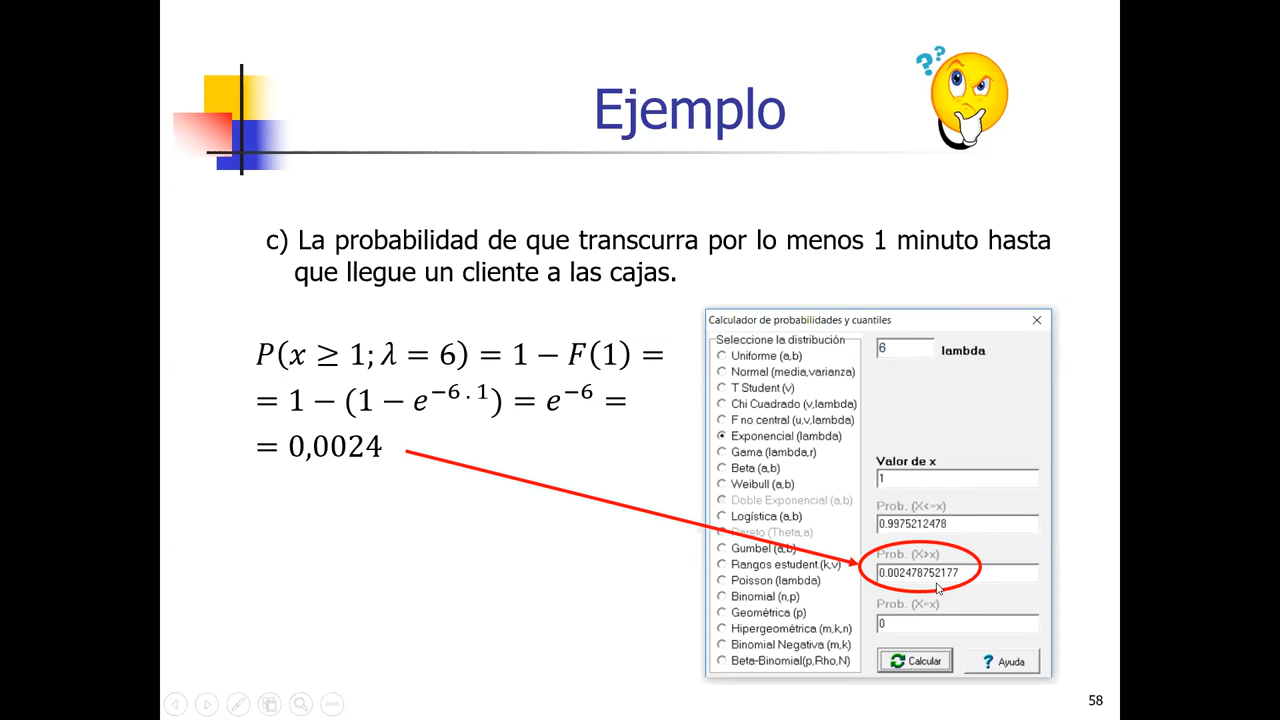 ??
Ejemplo
c) La probabilidad de que transcurra por lo menos 1 minuto hasta
que llegue un cliente a las cajas.
P(x ≥ 1; λ = 6) = 1 − F(1) =
= 1 − (1 − e^{−6 . 1}) = e^{−6} =
= 0,0024
Calculador de probabilidades y cuantiles
Seleccione la distribución
Uniforme (a,b)
Normal (media,varianza)
T Student (v)
Chi Cuadrado (v,lambda)
F no central (u,v,lambda)
Exponencial (lambda)
Gama (lambda,r)
Beta (a,b)
Weibull (a,b)
Doble Exponencial (a,b)
Logística (a,b)
Pareto (Theta,a)
Gumbel (a,b)
Rangos estudent.(k,v)
Poisson (lambda)
Binomial (n,p)
Geométrica (p)
Hipergeométrica (m,k,n)
Binomial Negativa (m,k)
Beta-Binomial(p,Rho,N)
6 lambda
Valor de x
1
Prob. (X<=x)
0.9975212478
Prob. (X>x)
0.002478752177
Prob. (X=x)
0
Calcular
? Ayuda
58